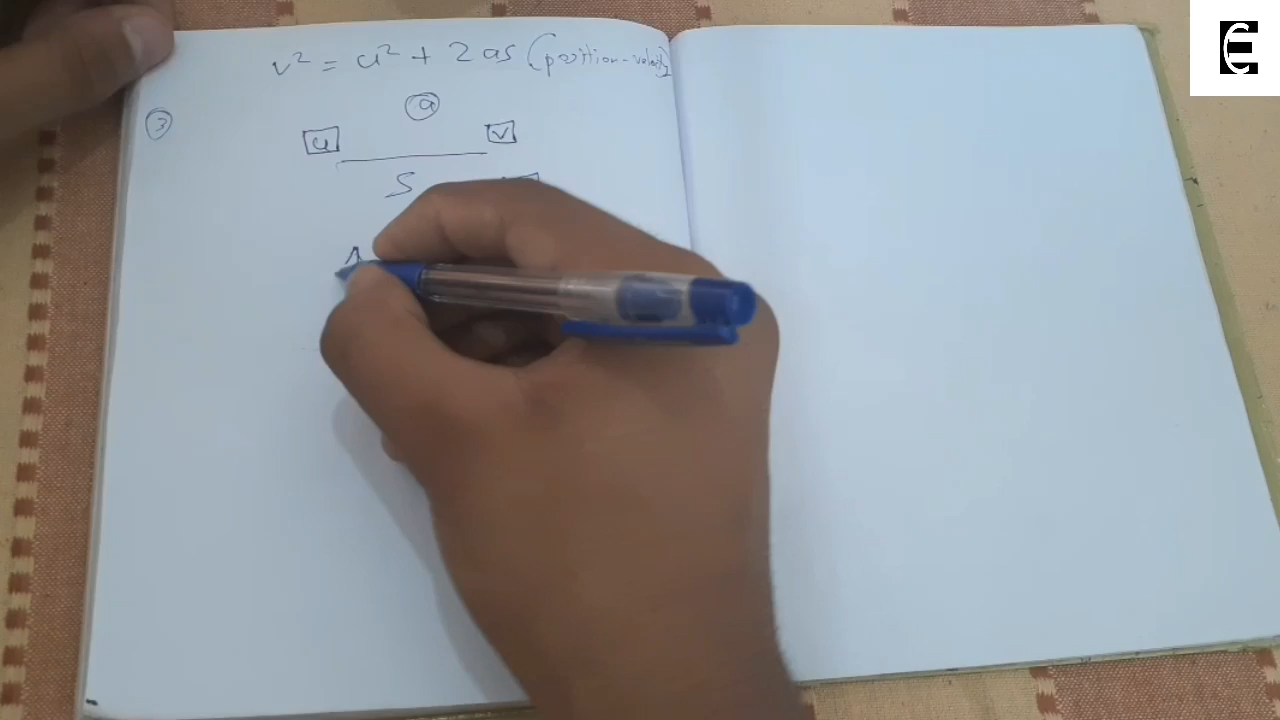 v² = u² + 2as (position-velocity)
③
a
u v
S
A
E